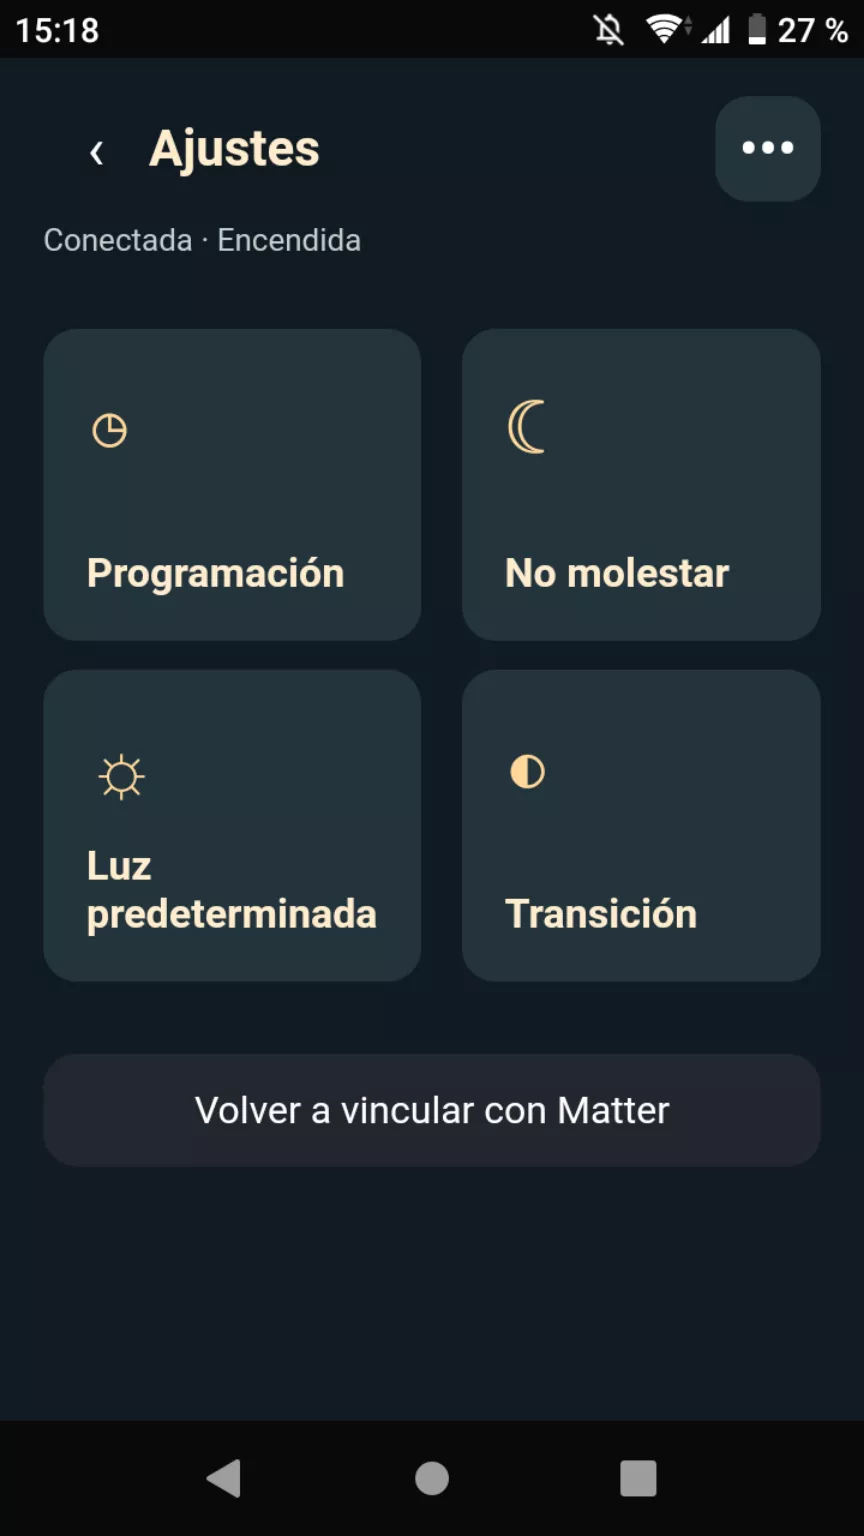 15:18
27 %
‹ Ajustes
Conectada · Encendida
Programación
No molestar
Luz
predeterminada
Transición
Volver a vincular con Matter